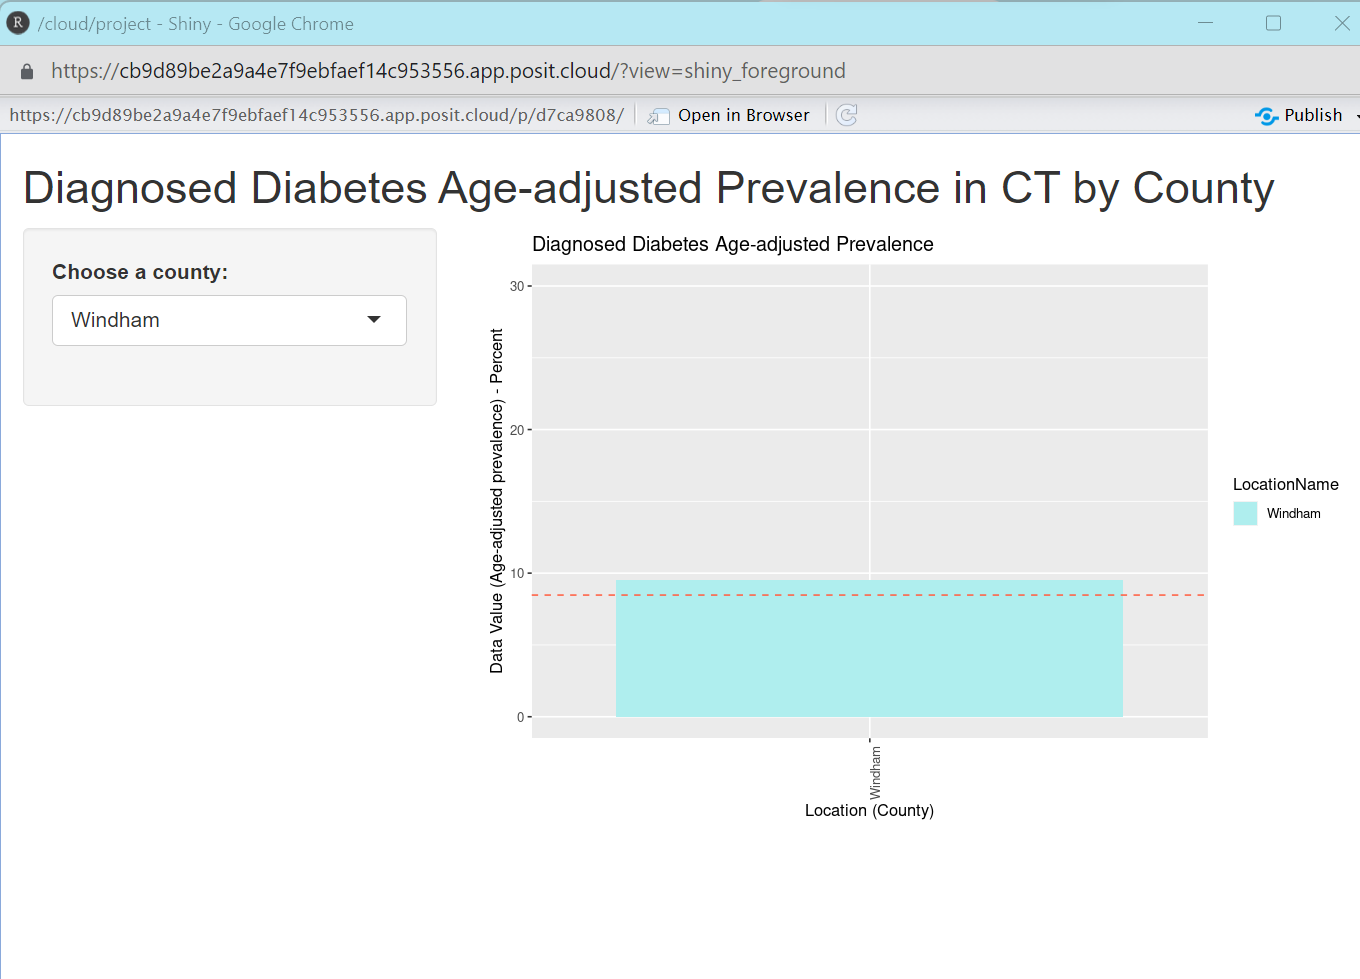 R /cloud/project - Shiny - Google Chrome
https://cb9d89be2a9a4e7f9ebfaef14c953556.app.posit.cloud/?view=shiny_foreground
https://cb9d89be2a9a4e7f9ebfaef14c953556.app.posit.cloud/p/d7ca9808/ Open in Browser Publish
Diagnosed Diabetes Age-adjusted Prevalence in CT by County
Choose a county:
Windham
Diagnosed Diabetes Age-adjusted Prevalence
Data Value (Age-adjusted prevalence) - Percent
30
20
10
0
Windham
Location (County)
LocationName
Windham